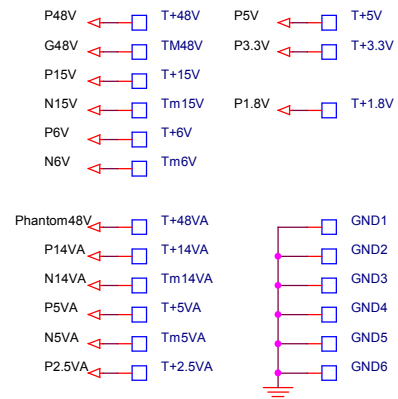 P48V T+48V P5V T+5V
G48V TM48V P3.3V T+3.3V
P15V T+15V
N15V Tm15V P1.8V T+1.8V
P6V T+6V
N6V Tm6V
Phantom48V T+48VA GND1
P14VA T+14VA GND2
N14VA Tm14VA GND3
P5VA T+5VA GND4
N5VA Tm5VA GND5
P2.5VA T+2.5VA GND6